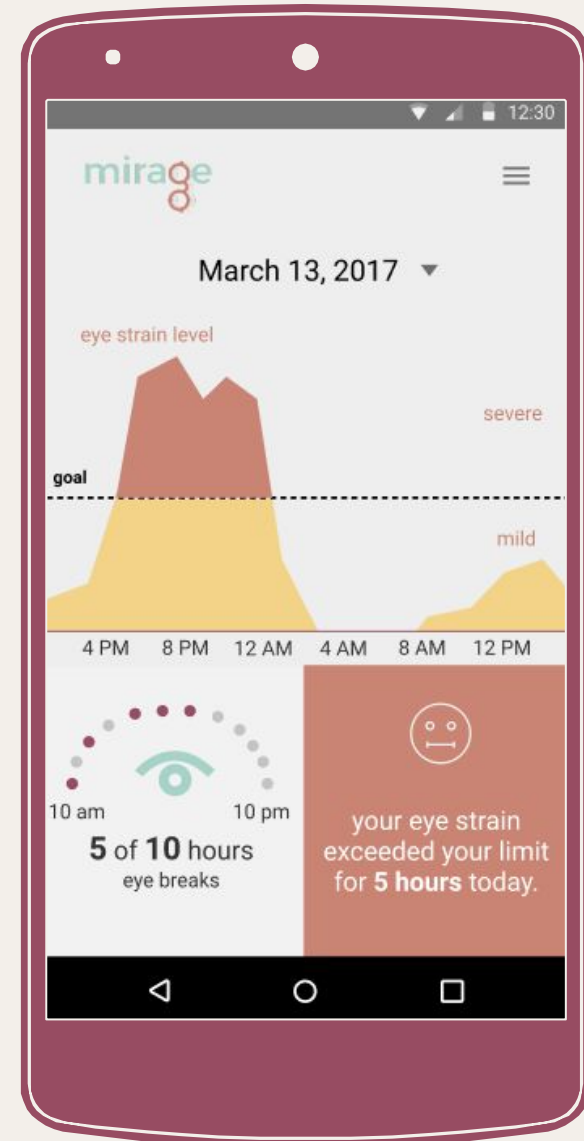 12:30
mirage
March 13, 2017
eye strain level
severe
goal
mild
4 PM 8 PM 12 AM 4 AM 8 AM 12 PM
10 am 10 pm
5 of 10 hours
eye breaks
your eye strain
exceeded your limit
for 5 hours today.